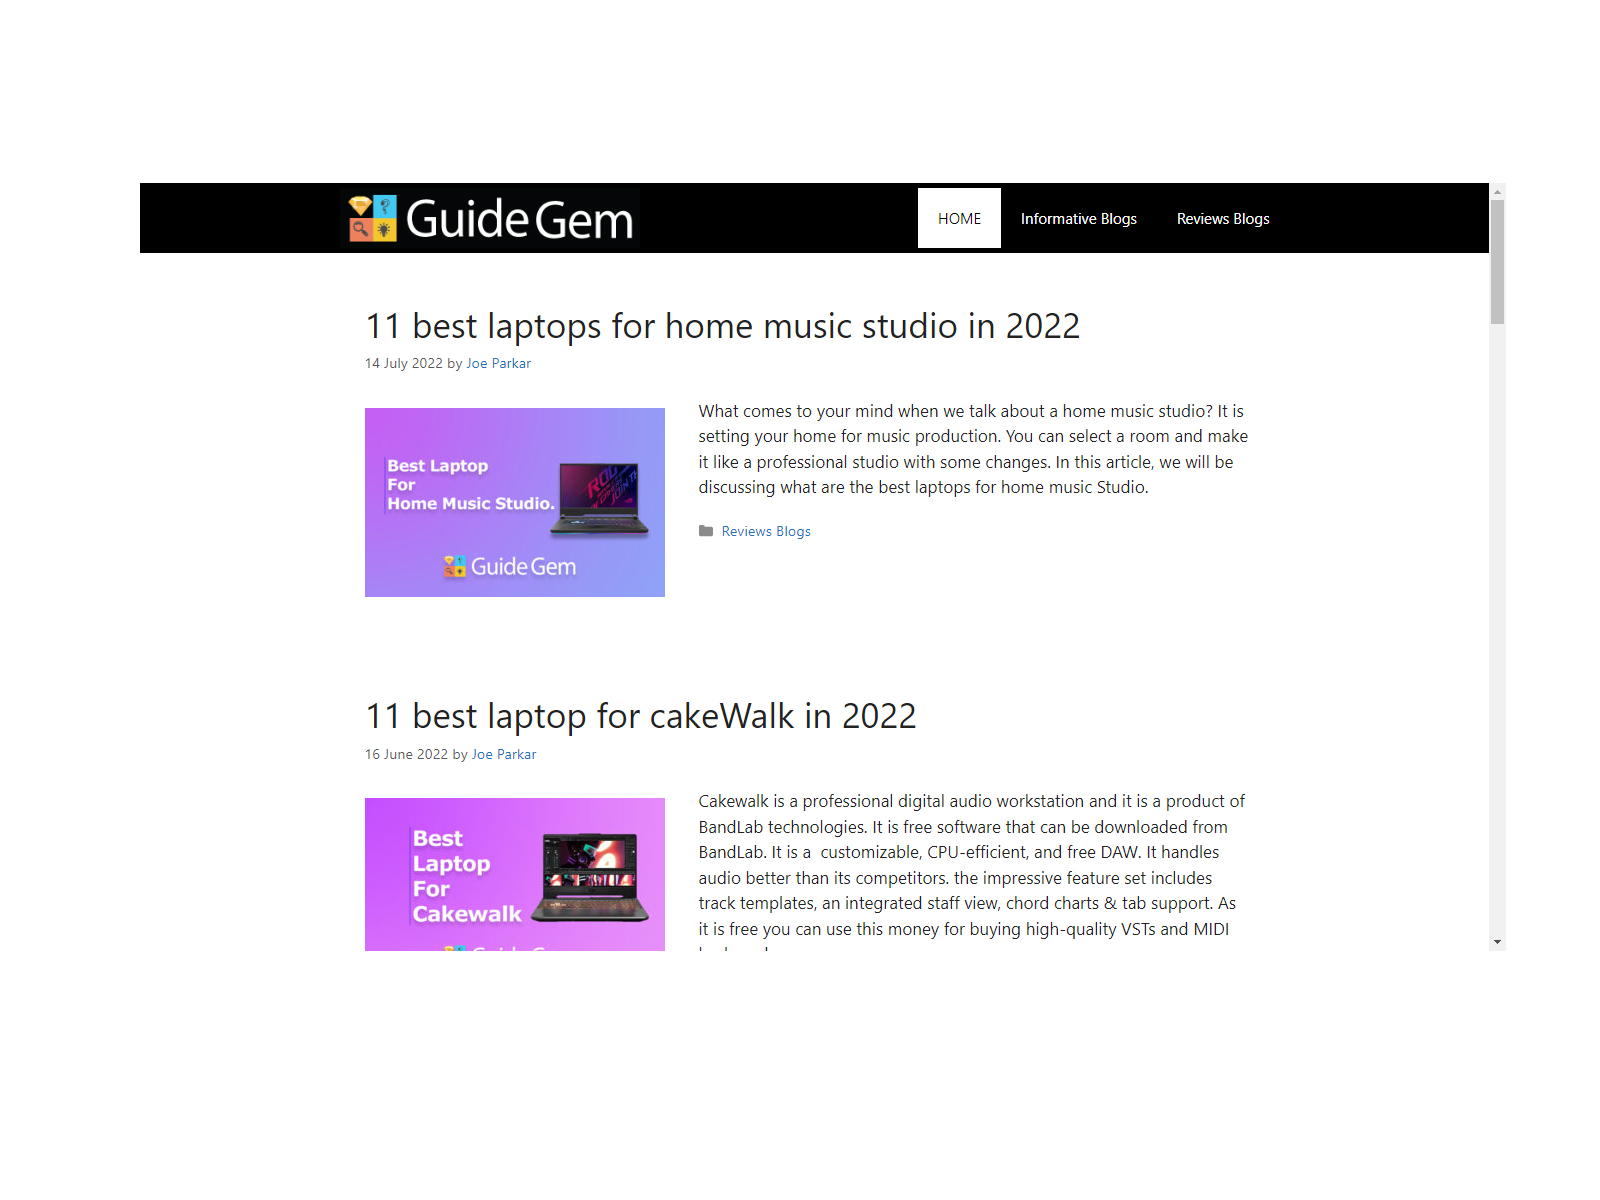 Guide Gem
HOME
Informative Blogs
Reviews Blogs
11 best laptops for home music studio in 2022
14 July 2022 by Joe Parkar
Best Laptop
For
Home Music Studio.
Guide Gem
What comes to your mind when we talk about a home music studio? It is
setting your home for music production. You can select a room and make
it like a professional studio with some changes. In this article, we will be
discussing what are the best laptops for home music Studio.
Reviews Blogs
11 best laptop for cakeWalk in 2022
16 June 2022 by Joe Parkar
Best
Laptop
For
Cakewalk
Cakewalk is a professional digital audio workstation and it is a product of
BandLab technologies. It is free software that can be downloaded from
BandLab. It is a  customizable, CPU-efficient, and free DAW. It handles
audio better than its competitors. the impressive feature set includes
track templates, an integrated staff view, chord charts & tab support. As
it is free you can use this money for buying high-quality VSTs and MIDI